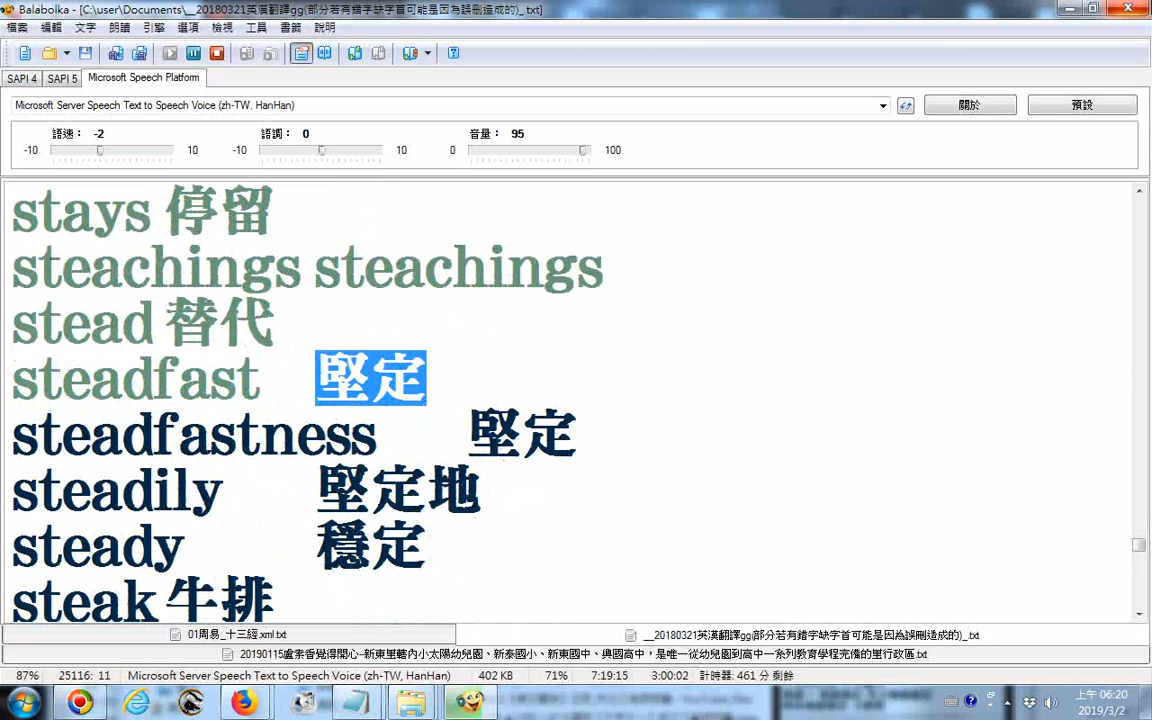 Balabolka - [C:\user\Documents\__20180321英漢翻譯gg(部分若有錯字缺字首可能是因為誤刪造成的)_.txt]
檔案 編輯 文字 朗讀 引擎 選項 檢視 工具 書籤 說明
SAPI 4 SAPI 5 Microsoft Speech Platform
Microsoft Server Speech Text to Speech Voice (zh-TW, HanHan) 關於 預設
語速： -2 語調： 0 音量： 95
-10 10 -10 10 0 100
stays 停留
steachings steachings
stead 替代
steadfast 堅定
steadfastness 堅定
steadily 堅定地
steady 穩定
steak 牛排
01周易_十三經.xml.txt __20180321英漢翻譯gg(部分若有錯字缺字首可能是因為誤刪造成的)_.txt
20190115盧素香覺得開心--新東里轄內小太陽幼兒園、新泰國小、新東國中、興國高中，是唯一從幼兒園到高中一系列教育學程完備的里行政區.txt
87% 25116: 11 Microsoft Server Speech Text to Speech Voice (zh-TW, HanHan) 402 KB 71% 7:19:15 3:00:02 計時器: 461 分 剩餘
上午 06:20
2019/3/2